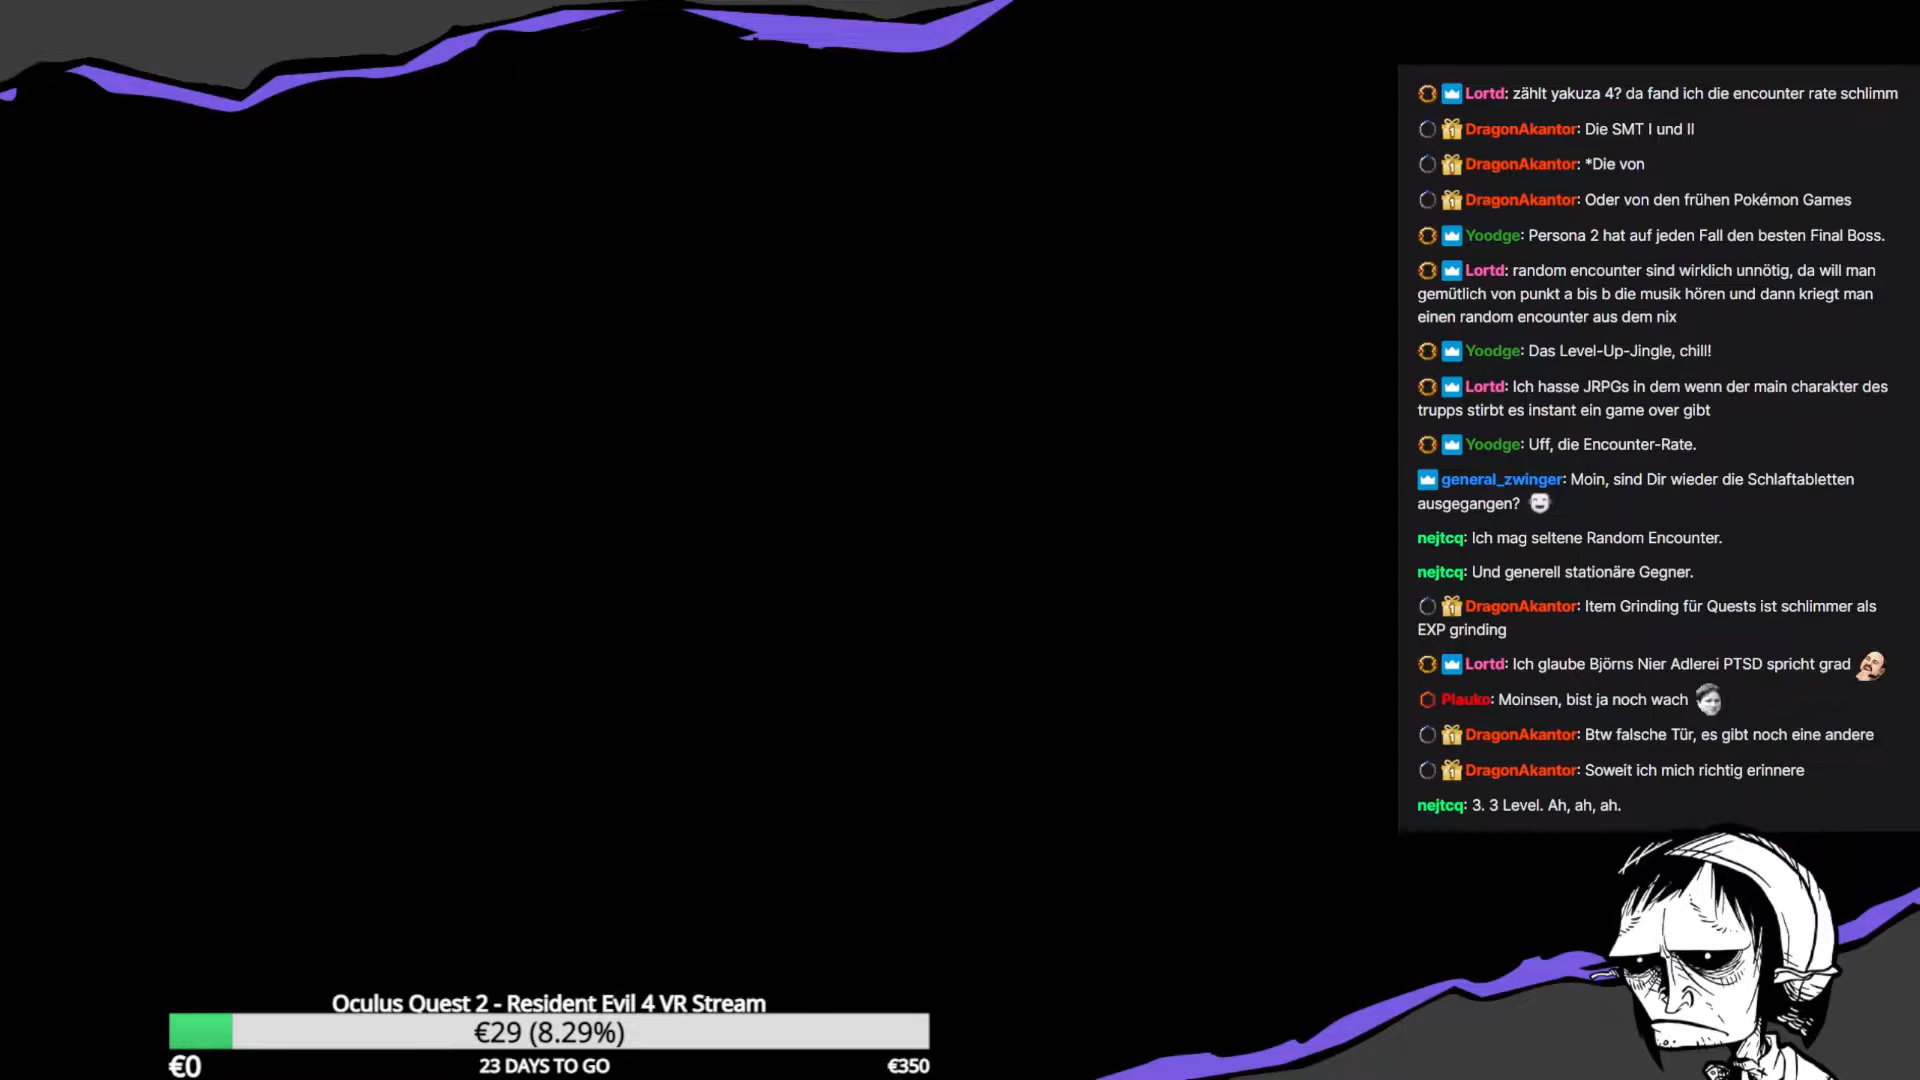 Lortd: zählt yakuza 4? da fand ich die encounter rate schlimm
DragonAkantor: Die SMT I und II
DragonAkantor: *Die von
DragonAkantor: Oder von den frühen Pokémon Games
Yoodge: Persona 2 hat auf jeden Fall den besten Final Boss.
Lortd: random encounter sind wirklich unnötig, da will man
gemütlich von punkt a bis b die musik hören und dann kriegt man
einen random encounter aus dem nix
Yoodge: Das Level-Up-Jingle, chill!
Lortd: Ich hasse JRPGs in dem wenn der main charakter des
trupps stirbt es instant ein game over gibt
Yoodge: Uff, die Encounter-Rate.
general_zwinger: Moin, sind Dir wieder die Schlaftabletten
ausgegangen?
nejtcq: Ich mag seltene Random Encounter.
nejtcq: Und generell stationäre Gegner.
DragonAkantor: Item Grinding für Quests ist schlimmer als
EXP grinding
Lortd: Ich glaube Björns Nier Adlerei PTSD spricht grad
Plauko: Moinsen, bist ja noch wach
DragonAkantor: Btw falsche Tür, es gibt noch eine andere
DragonAkantor: Soweit ich mich richtig erinnere
nejtcq: 3. 3 Level. Ah, ah, ah.
Oculus Quest 2 - Resident Evil 4 VR Stream
€29 (8.29%)
€0 23 DAYS TO GO €350